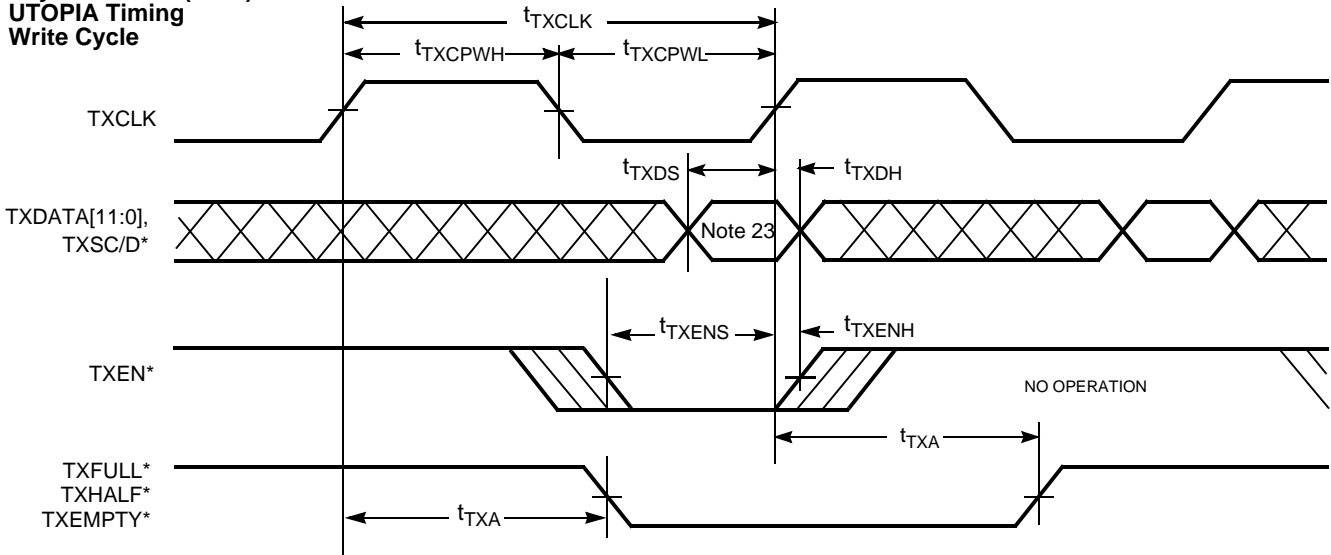 UTOPIA Timing
Write Cycle
tTXCLK
tTXCPWH
tTXCPWL
TXCLK
tTXDS
tTXDH
TXDATA[11:0],
TXSC/D*
Note 23
tTXENS
tTXENH
TXEN*
NO OPERATION
tTXA
TXFULL*
TXHALF*
TXEMPTY*
tTXA